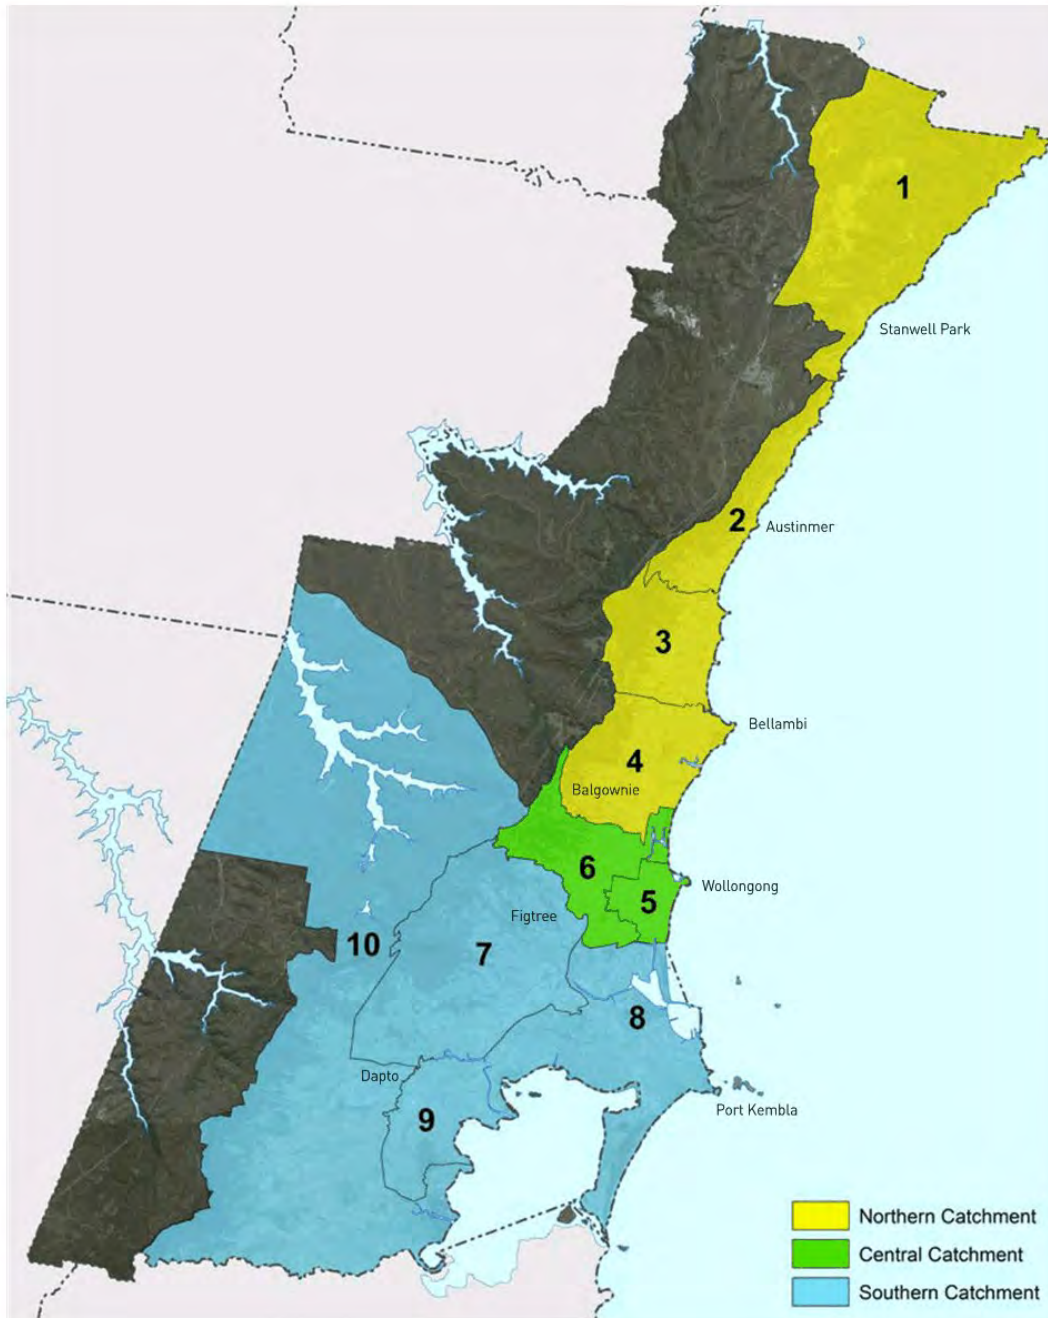 1
Stanwell Park
2
Austinmer
3
Bellambi
4
Balgownie
6
Wollongong
5
Figtree
10
7
8
Dapto
Port Kembla
9
Northern Catchment
Central Catchment
Southern Catchment